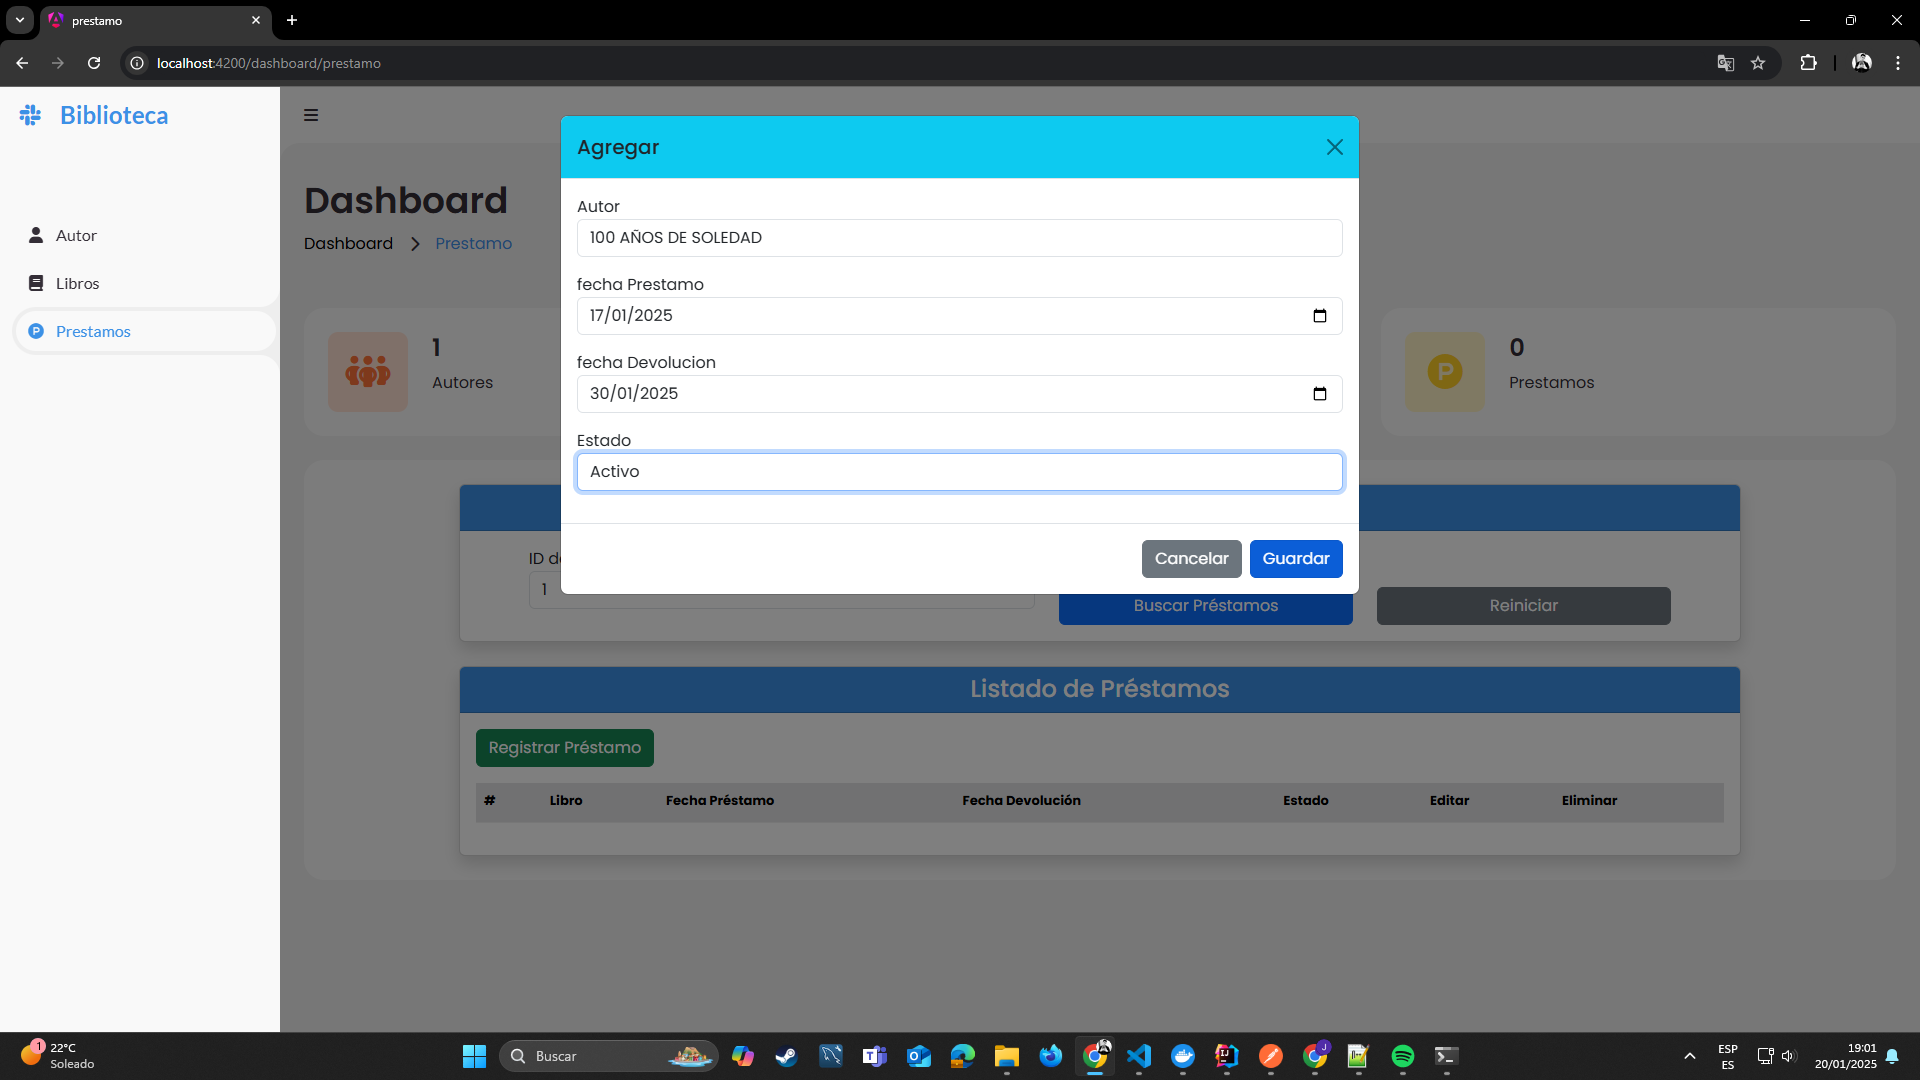 prestamo
localhost:4200/dashboard/prestamo
Biblioteca
Autor
Libros
Prestamos
Dashboard
Dashboard > Prestamo
1
Autores
0
Prestamos
Agregar
Autor
100 AÑOS DE SOLEDAD
fecha Prestamo
17/01/2025
fecha Devolucion
30/01/2025
Estado
Activo
Cancelar
Guardar
ID
1
Buscar Préstamos
Reiniciar
Listado de Préstamos
Registrar Préstamo
# Libro Fecha Préstamo Fecha Devolución Estado Editar Eliminar
1
22°C
Soleado
Buscar
ESP
ES
19:01
20/01/2025